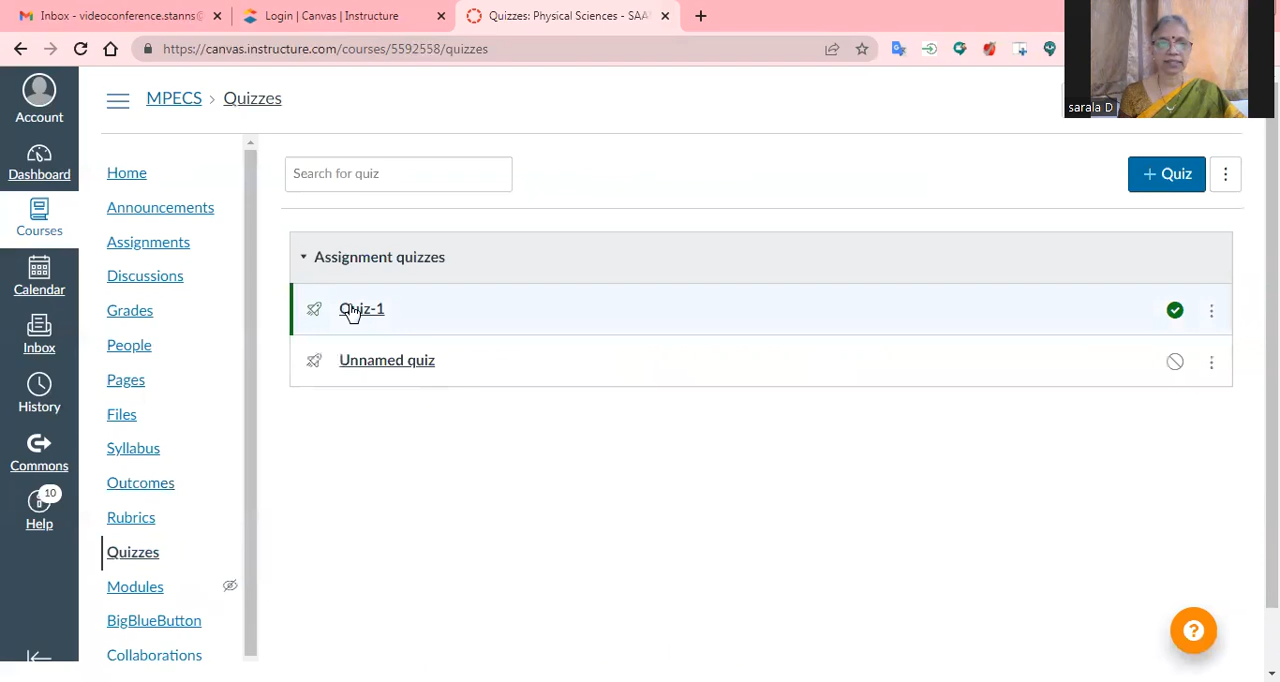 Inbox - videoconference.stanns@
Login | Canvas | Instructure
Quizzes: Physical Sciences - SAA
https://canvas.instructure.com/courses/5592558/quizzes
sarala D
Account
Dashboard
Courses
Calendar
Inbox
History
Commons
10
Help
MPECS > Quizzes
Home
Announcements
Assignments
Discussions
Grades
People
Pages
Files
Syllabus
Outcomes
Rubrics
Quizzes
Modules
BigBlueButton
Collaborations
Search for quiz
+ Quiz
Assignment quizzes
Quiz-1
Unnamed quiz